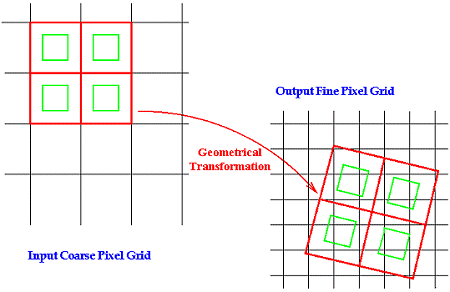 Output Fine Pixel Grid
Geometrical
Transformation
Input Coarse Pixel Grid